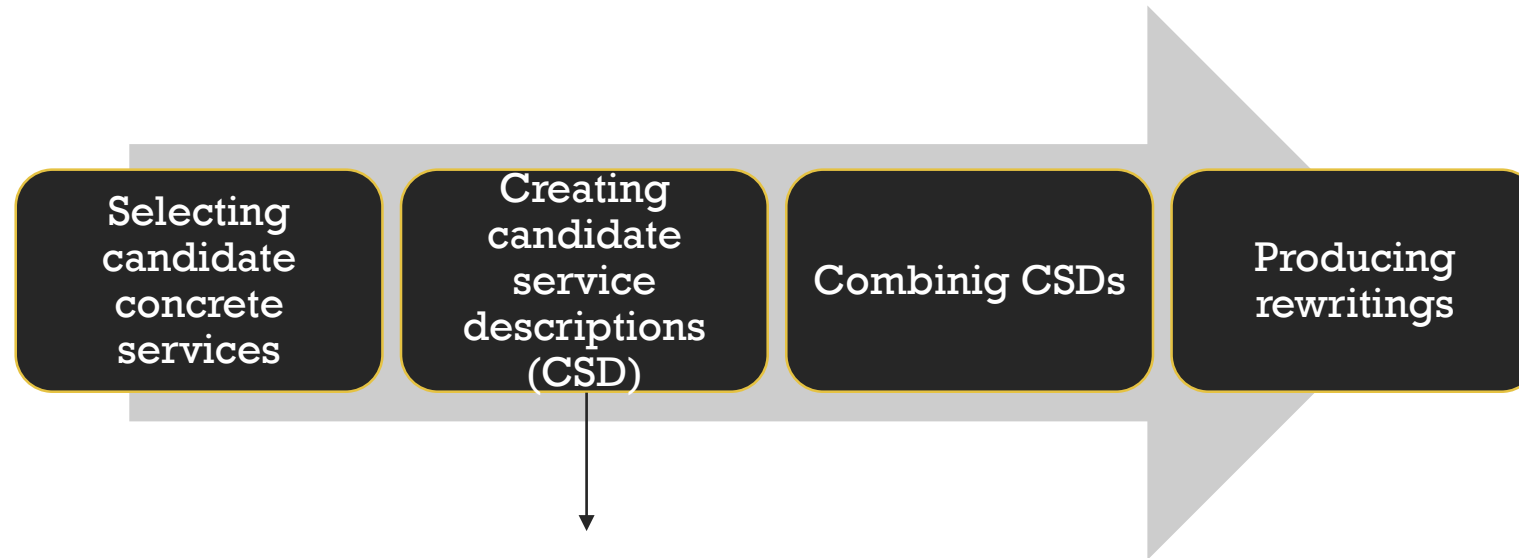 Selecting
candidate
concrete
services
Creating
candidate
service
descriptions
(CSD)
Combinig CSDs
Producing
rewritings